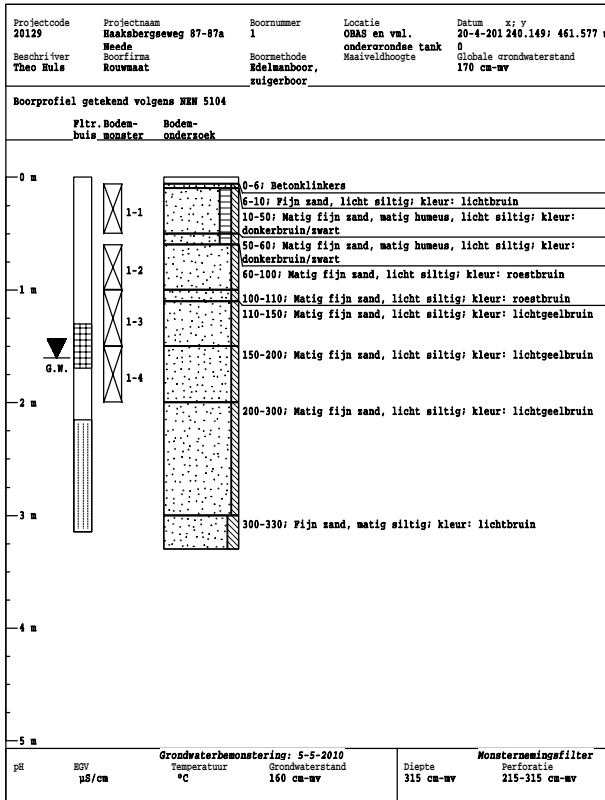 Projectcode Projectnaam Boornummer Locatie Datum x; y
20129 Haaksbergseweg 87-87a 1 OBAS en vml. 20-4-201 240.149; 461.577
Neede ondergrondse tank 0
Beschrijver Boorfirma Boormethode Maaiveldhoogte Globale grondwaterstand
Theo Huls Rouwmaat Edelmanboor, 170 cm-mv
zuigerboor
Boorprofiel getekend volgens NEN 5104
Fltr. Bodem- Bodem-
buis monster onderzoek
0 m
0-6; Betonklinkers
6-10; Fijn zand, licht siltig; kleur: lichtbruin
1-1
10-50; Matig fijn zand, matig humeus, licht siltig; kleur:
donkerbruin/zwart
50-60; Matig fijn zand, matig humeus, licht siltig; kleur:
donkerbruin/zwart
1-2
60-100; Matig fijn zand, licht siltig; kleur: roestbruin
1 m
100-110; Matig fijn zand, licht siltig; kleur: roestbruin
110-150; Matig fijn zand, licht siltig; kleur: lichtgeelbruin
1-3
150-200; Matig fijn zand, licht siltig; kleur: lichtgeelbruin
G.W.
1-4
2 m
200-300; Matig fijn zand, licht siltig; kleur: lichtgeelbruin
3 m
300-330; Fijn zand, matig siltig; kleur: lichtbruin
4 m
5 m
Grondwaterbemonstering: 5-5-2010 Monsternemingsfilter
pH EGV Temperatuur Grondwaterstand Diepte Perforatie
µS/cm °C 160 cm-mv 315 cm-mv 215-315 cm-mv